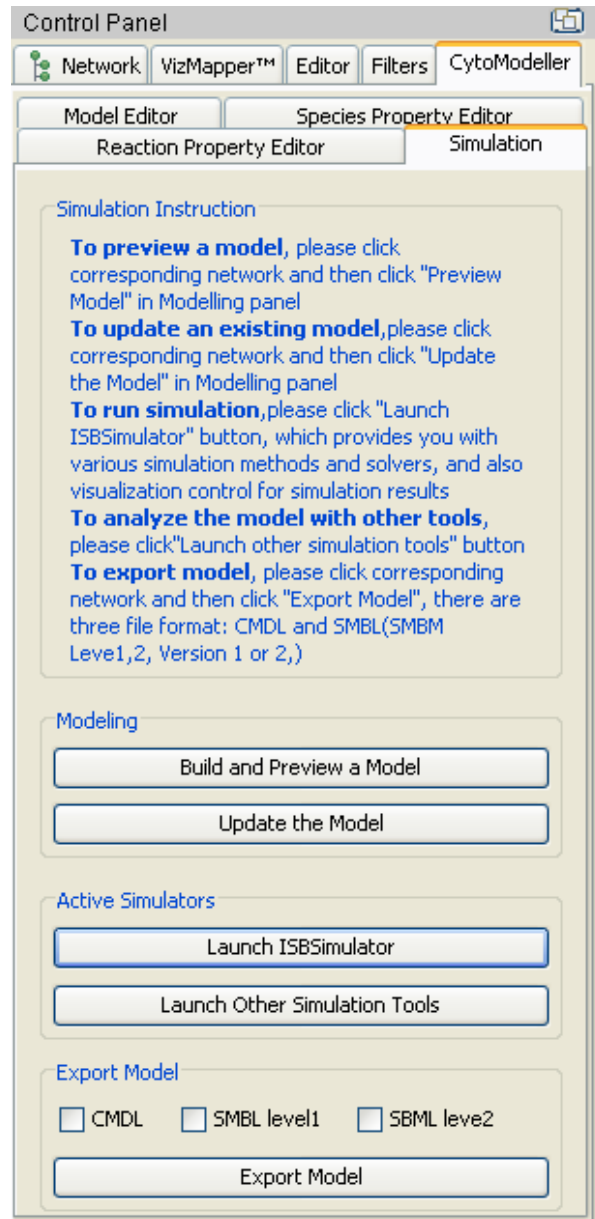 Control Panel
Network VizMapper™ Editor Filters CytoModeller
Model Editor Species Property Editor
Reaction Property Editor Simulation
Simulation Instruction
To preview a model, please click
corresponding network and then click "Preview
Model" in Modelling panel
To update an existing model,please click
corresponding network and then click "Update
the Model" in Modelling panel
To run simulation,please click "Launch
ISBSimulator" button, which provides you with
various simulation methods and solvers, and also
visualization control for simulation results
To analyze the model with other tools,
please click"Launch other simulation tools" button
To export model, please click corresponding
network and then click "Export Model", there are
three file format: CMDL and SMBL(SMBM
Leve1,2, Version 1 or 2,)
Modeling
Build and Preview a Model
Update the Model
Active Simulators
Launch ISBSimulator
Launch Other Simulation Tools
Export Model
CMDL SMBL level1 SBML leve2
Export Model